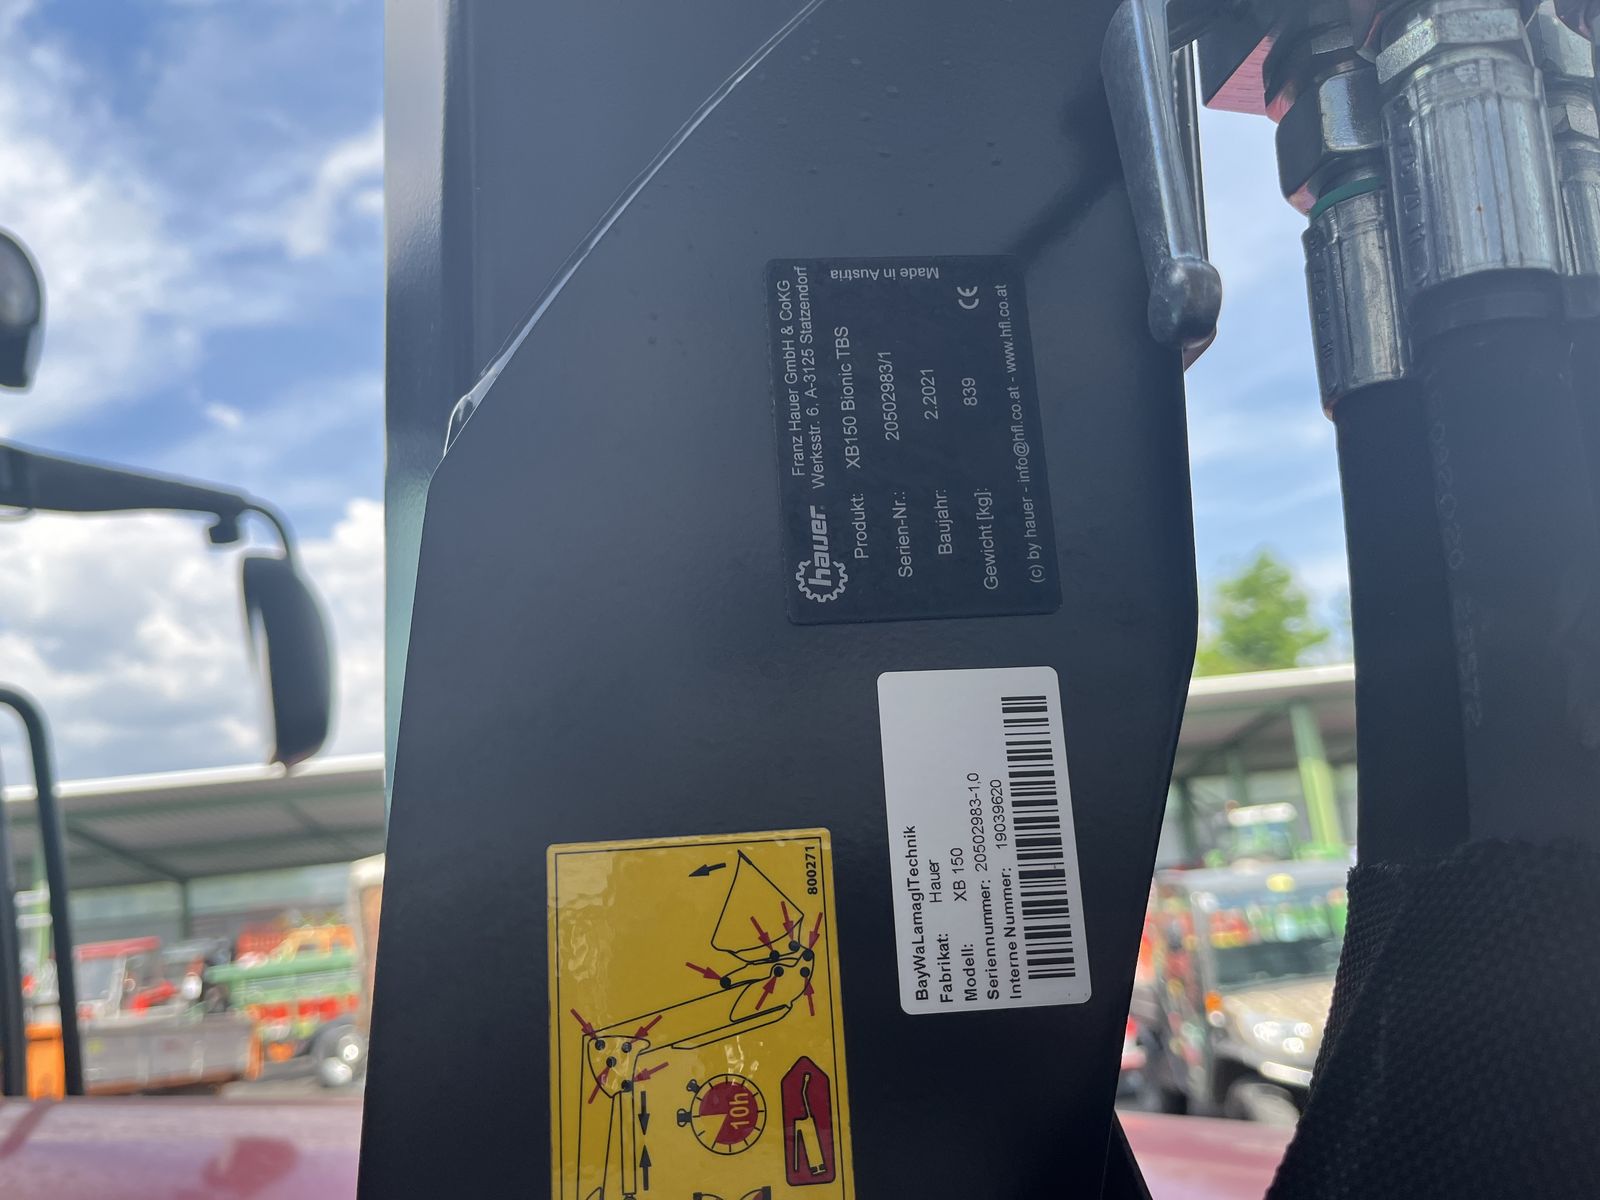 hauer
Franz Hauer GmbH & CoKG
Werksstr. 6, A-3125 Statzendorf
Produkt: XB150 Bionic TBS
Serien-Nr.: 20502983/1
Baujahr: 2.2021
Gewicht [kg]: 839
CE
(c) by hauer - info@hfl.co.at - www.hfl.co.at
Made in Austria
BayWaLamaglTechnik
Fabrikat: Hauer
Modell: XB 150
Seriennummer: 20502983-1,0
Interne Nummer: 19039620
800271
10h